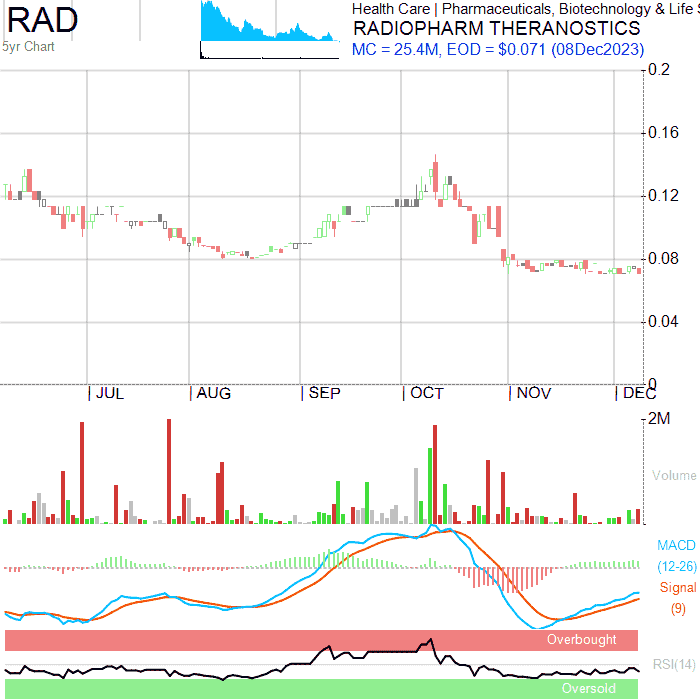 RAD
Health Care | Pharmaceuticals, Biotechnology & Life S
RADIOPHARM THERANOSTICS
5yr Chart
MC = 25.4M, EOD = $0.071 (08Dec2023)
0.2
0.16
0.12
0.08
0.04
0
JUL AUG SEP OCT NOV DEC
2M
Volume
MACD
(12-26)
Signal
(9)
Overbought
RSI(14)
Oversold